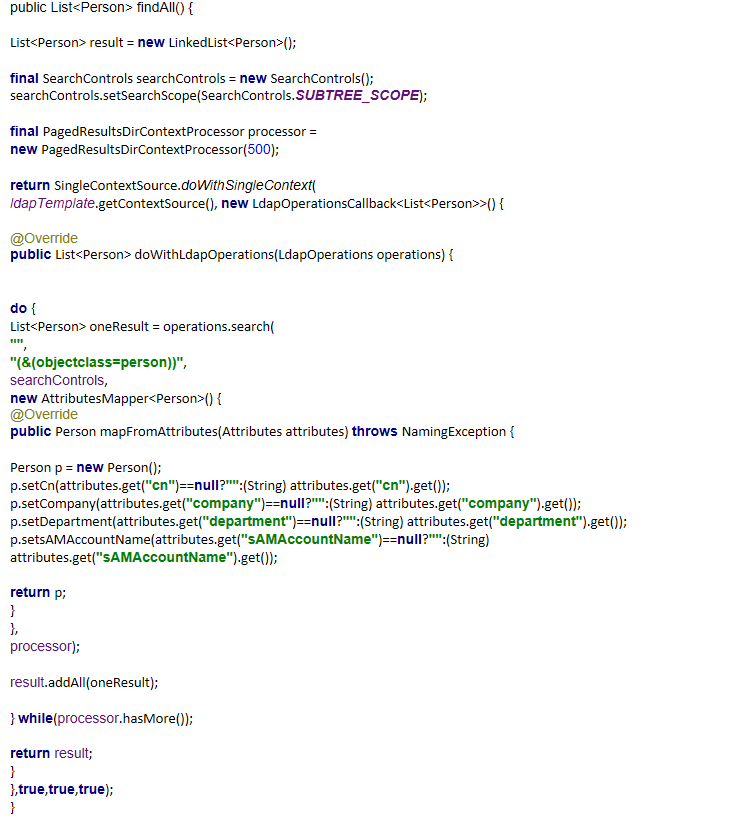 public List<Person> findAll() {
List<Person> result = new LinkedList<Person>();
final SearchControls searchControls = new SearchControls();
searchControls.setSearchScope(SearchControls.SUBTREE_SCOPE);
final PagedResultsDirContextProcessor processor =
new PagedResultsDirContextProcessor(500);
return SingleContextSource.doWithSingleContext(
ldapTemplate.getContextSource(), new LdapOperationsCallback<List<Person>>() {
@Override
public List<Person> doWithLdapOperations(LdapOperations operations) {
do {
List<Person> oneResult = operations.search(
"",
"(&(objectclass=person))",
searchControls,
new AttributesMapper<Person>() {
@Override
public Person mapFromAttributes(Attributes attributes) throws NamingException {
Person p = new Person();
p.setCn(attributes.get("cn")==null?"":(String) attributes.get("cn").get());
p.setCompany(attributes.get("company")==null?"":(String) attributes.get("company").get());
p.setDepartment(attributes.get("department")==null?"":(String) attributes.get("department").get());
p.setsAMAccountName(attributes.get("sAMAccountName")==null?"":(String)
attributes.get("sAMAccountName").get());
return p;
}
},
processor);
result.addAll(oneResult);
} while(processor.hasMore());
return result;
}
},true,true,true);
}